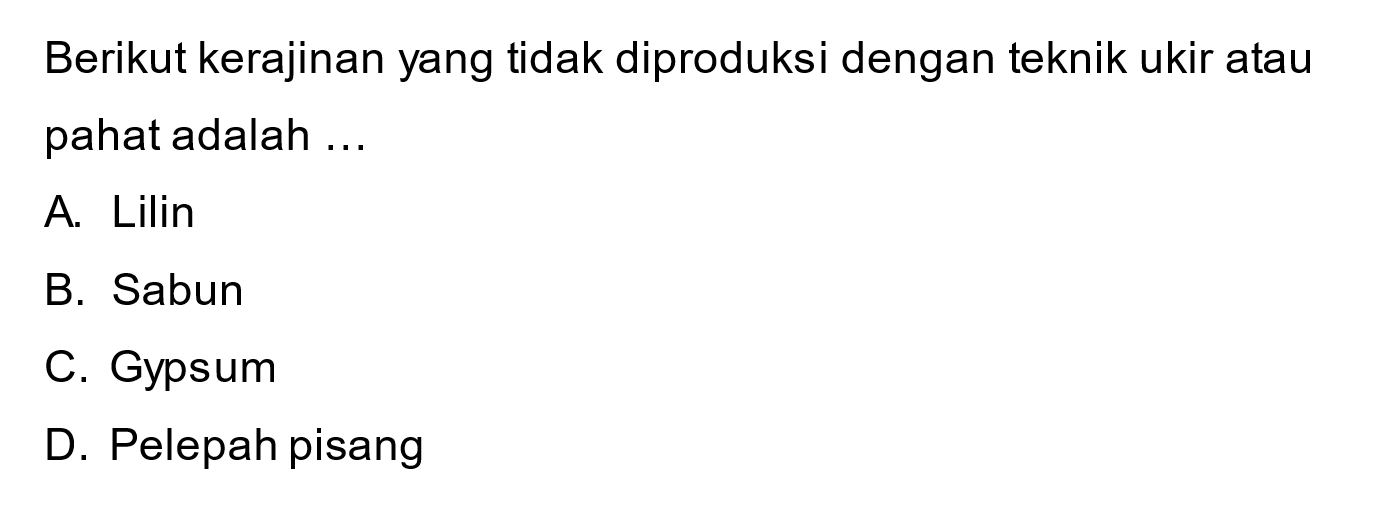 Berikut kerajinan yang tidak diproduksi dengan teknik ukir atau
pahat adalah ...
A. Lilin
B. Sabun
C. Gypsum
D. Pelepah pisang